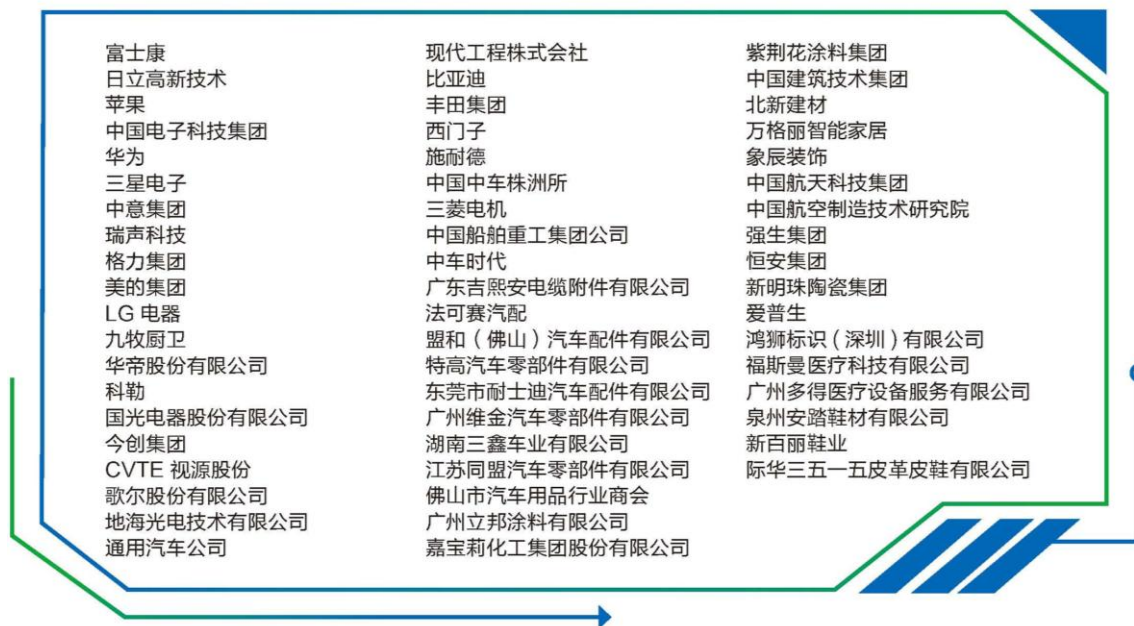 富士康
日立高新技术
苹果
中国电子科技集团
华为
三星电子
中意集团
瑞声科技
格力集团
美的集团
LG 电器
九牧厨卫
华帝股份有限公司
科勒
国光电器股份有限公司
今创集团
CVTE 视源股份
歌尔股份有限公司
地海光电技术有限公司
通用汽车公司
现代工程株式会社
比亚迪
丰田集团
西门子
施耐德
中国中车株洲所
三菱电机
中国船舶重工集团公司
中车时代
广东吉熙安电缆附件有限公司
法可赛汽配
盟和（佛山）汽车配件有限公司
特高汽车零部件有限公司
东莞市耐士迪汽车配件有限公司
广州维金汽车零部件有限公司
湖南三鑫车业有限公司
江苏同盟汽车零部件有限公司
佛山市汽车用品行业商会
广州立邦涂料有限公司
嘉宝莉化工集团股份有限公司
紫荆花涂料集团
中国建筑技术集团
北新建材
万格丽智能家居
象辰装饰
中国航天科技集团
中国航空制造技术研究院
强生集团
恒安集团
新明珠陶瓷集团
爱普生
鸿狮标识（深圳）有限公司
福斯曼医疗科技有限公司
广州多得医疗设备服务有限公司
泉州安踏鞋材有限公司
新百丽鞋业
际华三五一五皮革皮鞋有限公司